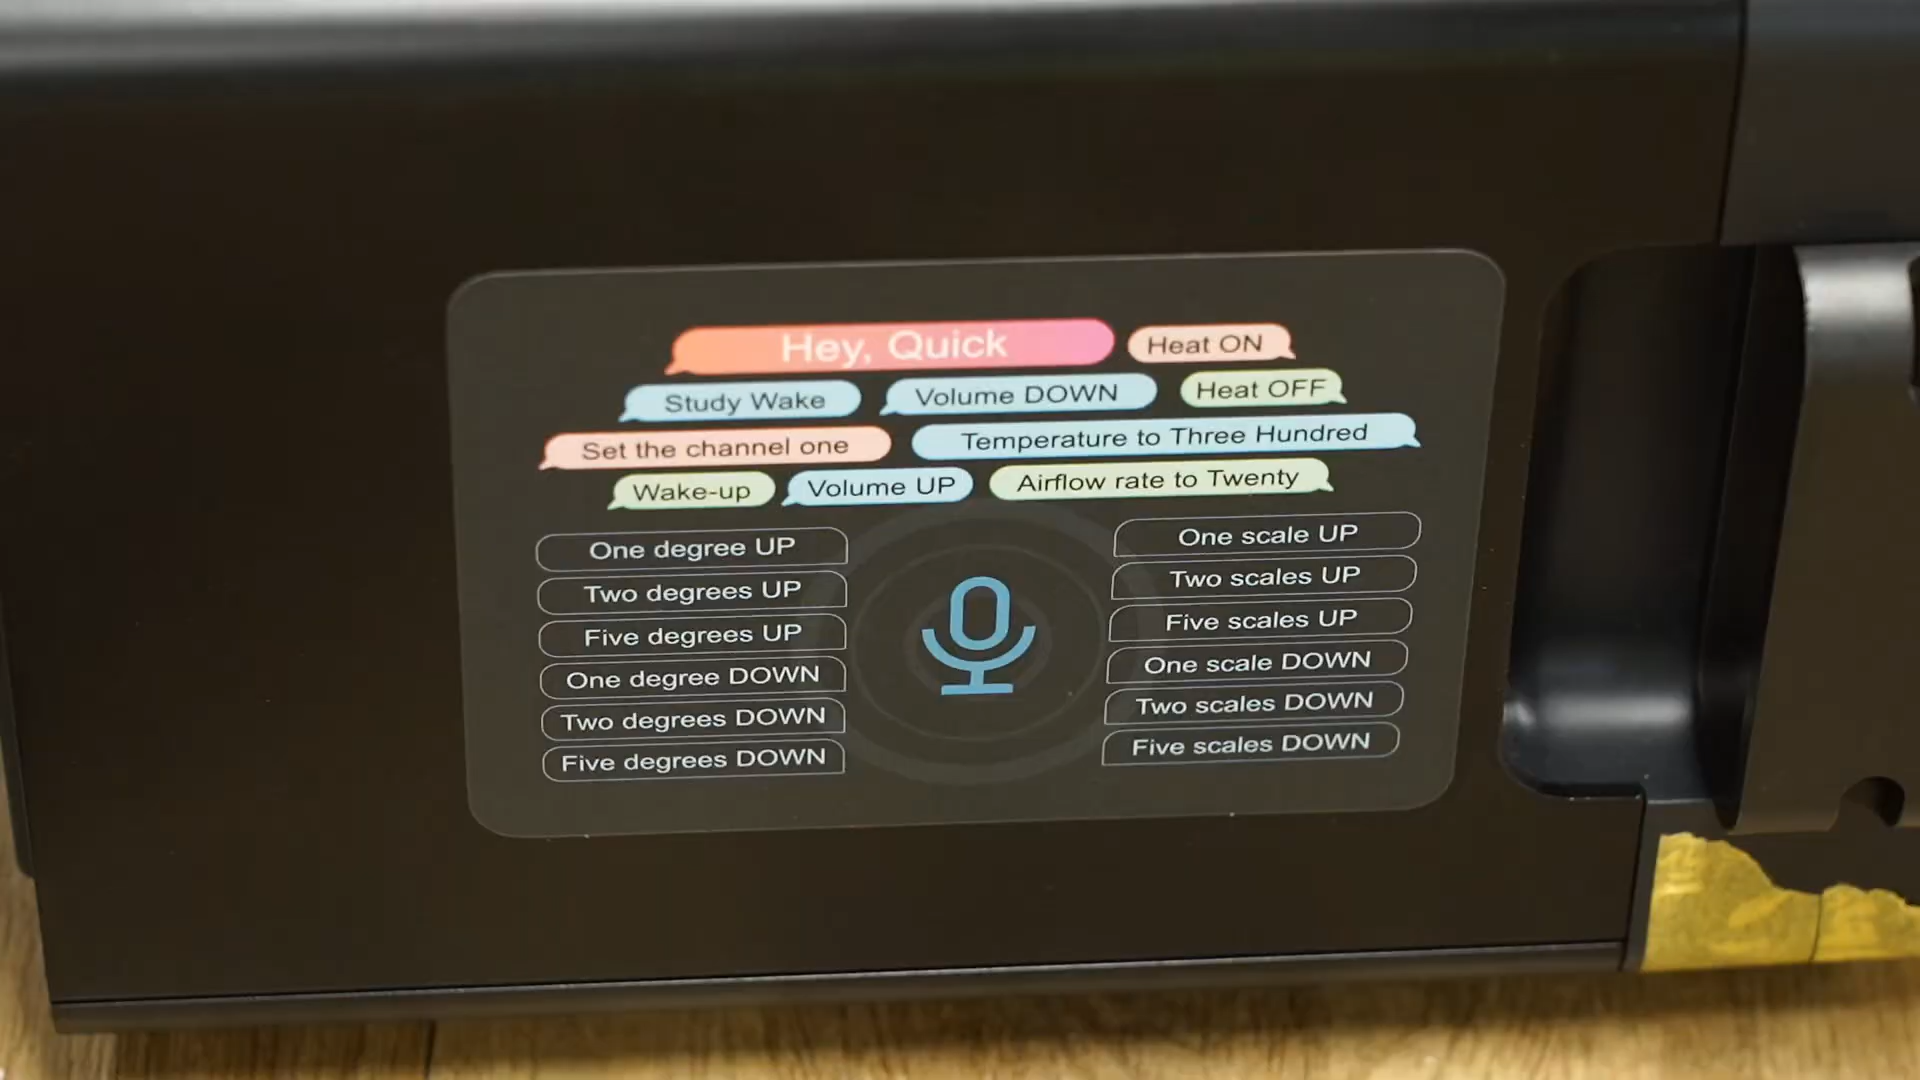 Hey, Quick Heat ON
Study Wake Volume DOWN Heat OFF
Set the channel one Temperature to Three Hundred
Wake-up Volume UP Airflow rate to Twenty
One degree UP
Two degrees UP
Five degrees UP
One degree DOWN
Two degrees DOWN
Five degrees DOWN
One scale UP
Two scales UP
Five scales UP
One scale DOWN
Two scales DOWN
Five scales DOWN